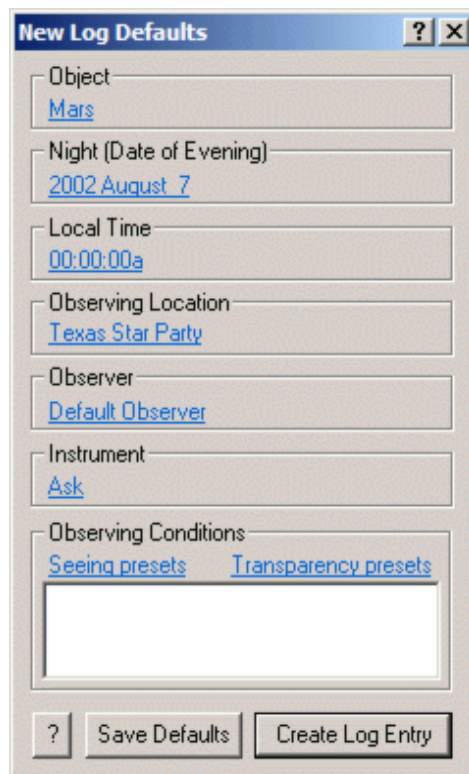 New Log Defaults ? X
Object
Mars
Night (Date of Evening)
2002 August 7
Local Time
00:00:00a
Observing Location
Texas Star Party
Observer
Default Observer
Instrument
Ask
Observing Conditions
Seeing presets Transparency presets
? Save Defaults Create Log Entry